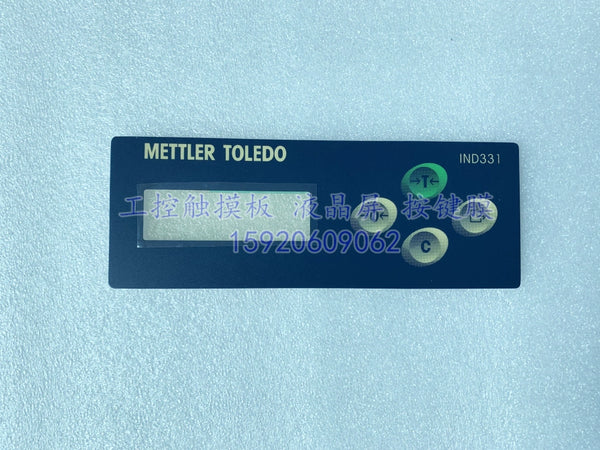 METTLER TOLEDO
IND331
→T←
工控触摸板 液晶屏 按键膜
15920609062
C